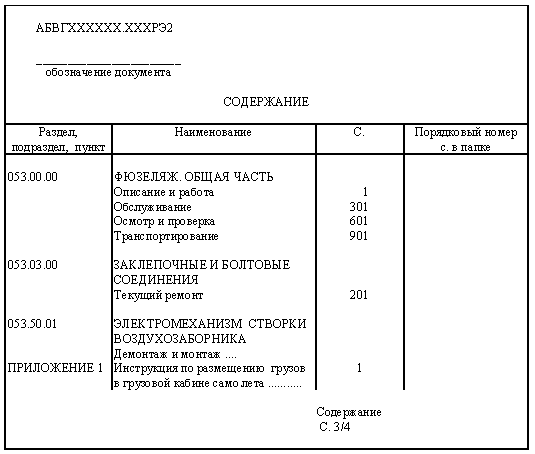 АБВГХХХХХХ.ХХХРЭ2
обозначение документа
СОДЕРЖАНИЕ
Раздел, подраздел, пункт
Наименование
С.
Порядковый номер с. в папке
053.00.00 ФЮЗЕЛЯЖ. ОБЩАЯ ЧАСТЬ
Описание и работа 1
Обслуживание 301
Осмотр и проверка 601
Транспортирование 901
053.03.00 ЗАКЛЕПОЧНЫЕ И БОЛТОВЫЕ
СОЕДИНЕНИЯ
Текущий ремонт 201
053.50.01 ЭЛЕКТРОМЕХАНИЗМ СТВОРКИ
ВОЗДУХОЗАБОРНИКА
Демонтаж и монтаж ....
ПРИЛОЖЕНИЕ 1 Инструкция по размещению грузов 1
в грузовой кабине самолета ...........
Содержание
С. 3/4